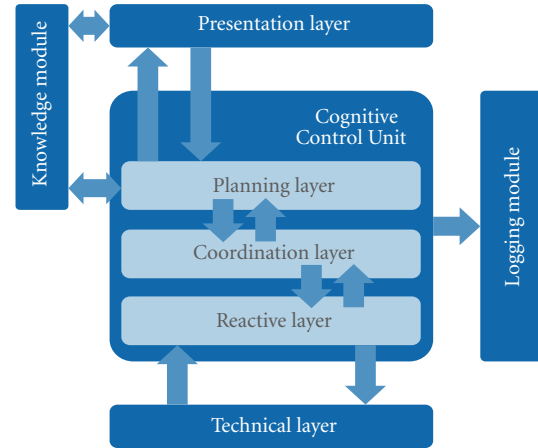 Presentation layer
Knowledge module
Cognitive
Control Unit
Planning layer
Coordination layer
Reactive layer
Logging module
Technical layer